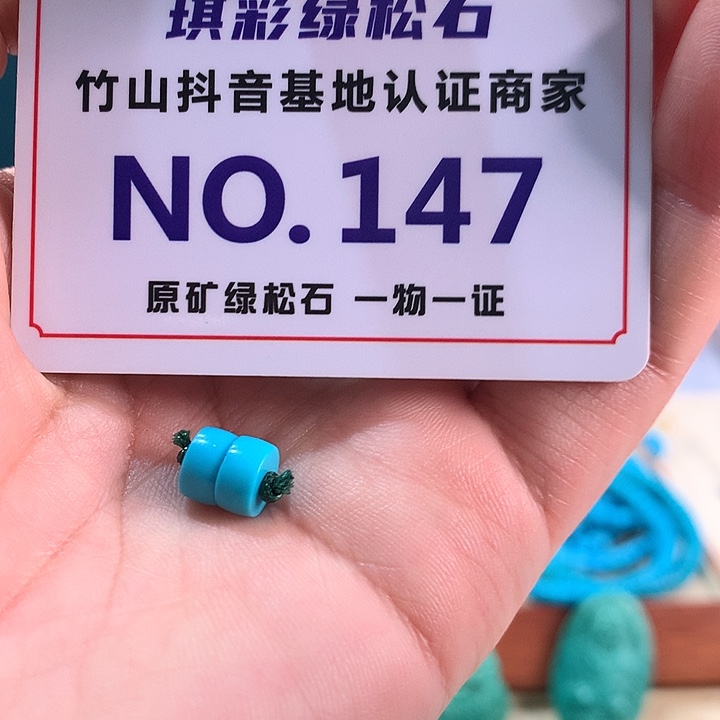 琪彩绿松石
竹山抖音基地认证商家
NO.147
原矿绿松石 一物一证